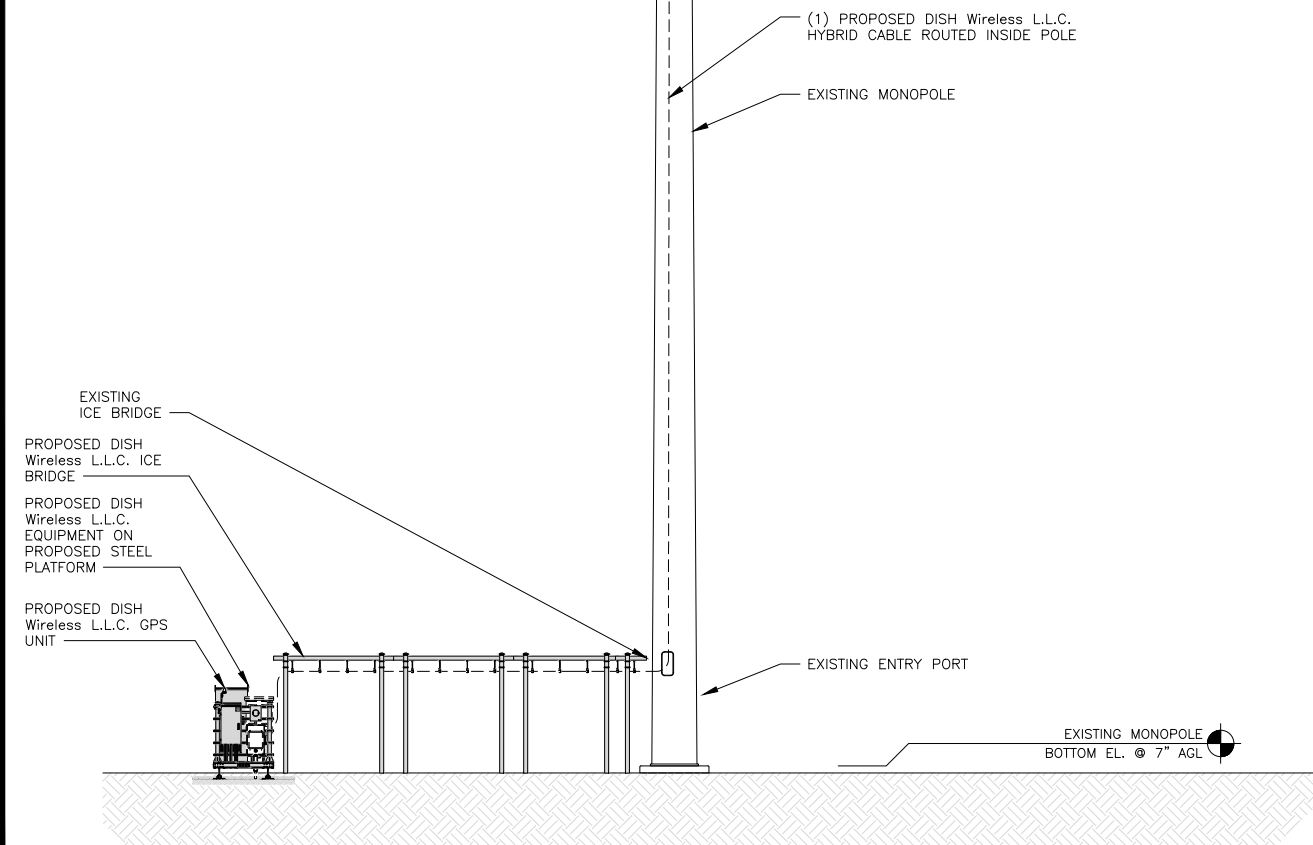 (1) PROPOSED DISH Wireless L.L.C.
HYBRID CABLE ROUTED INSIDE POLE
EXISTING MONOPOLE
EXISTING
ICE BRIDGE
PROPOSED DISH
Wireless L.L.C. ICE
BRIDGE
PROPOSED DISH
Wireless L.L.C.
EQUIPMENT ON
PROPOSED STEEL
PLATFORM
PROPOSED DISH
Wireless L.L.C. GPS
UNIT
EXISTING ENTRY PORT
EXISTING MONOPOLE
BOTTOM EL. @ 7" AGL